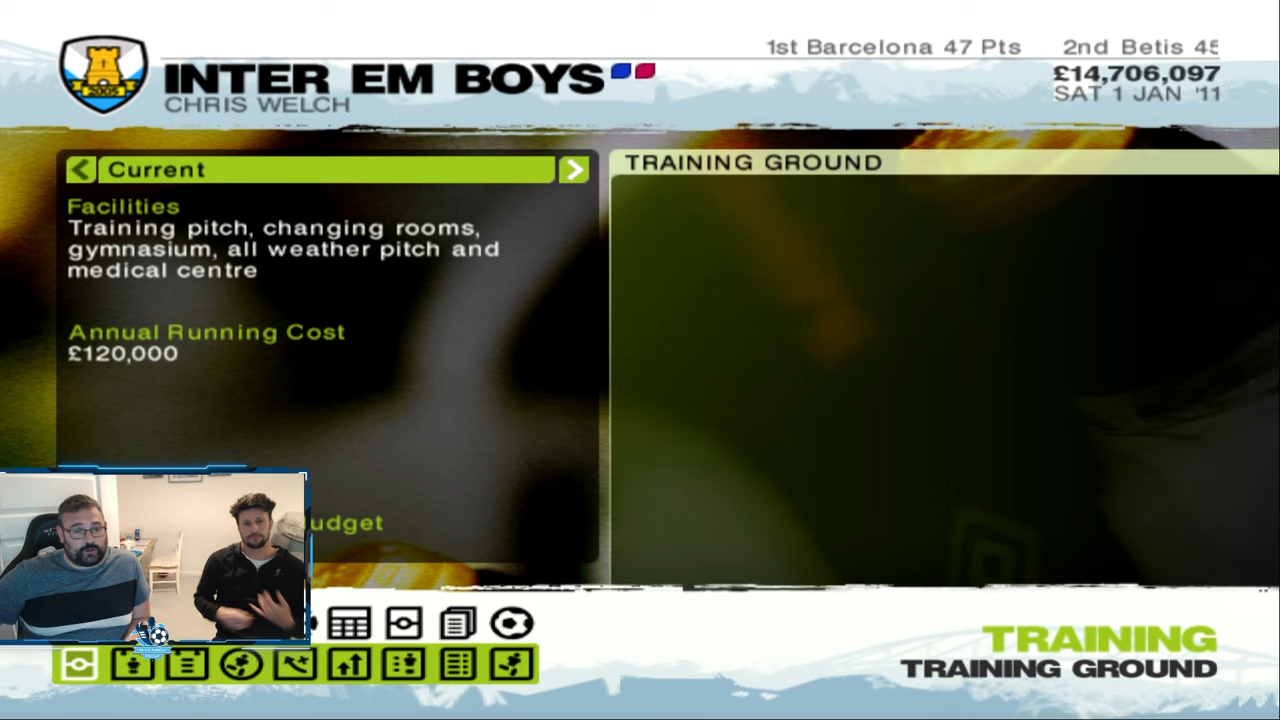 1st Barcelona 47 Pts 2nd Betis 45
INTER EM BOYS
£14,706,097
CHRIS WELCH
SAT 1 JAN '11
2005
Current
TRAINING GROUND
Facilities
Training pitch, changing rooms,
gymnasium, all weather pitch and
medical centre
Annual Running Cost
£120,000
udget
TRAINING
TRAINING GROUND